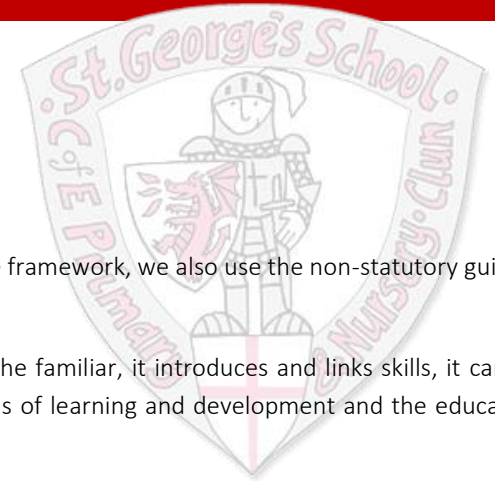 St. George's School
C of E Primary & Nursery · Clun
framework, we also use the non-statutory gui
he familiar, it introduces and links skills, it ca
s of learning and development and the educa